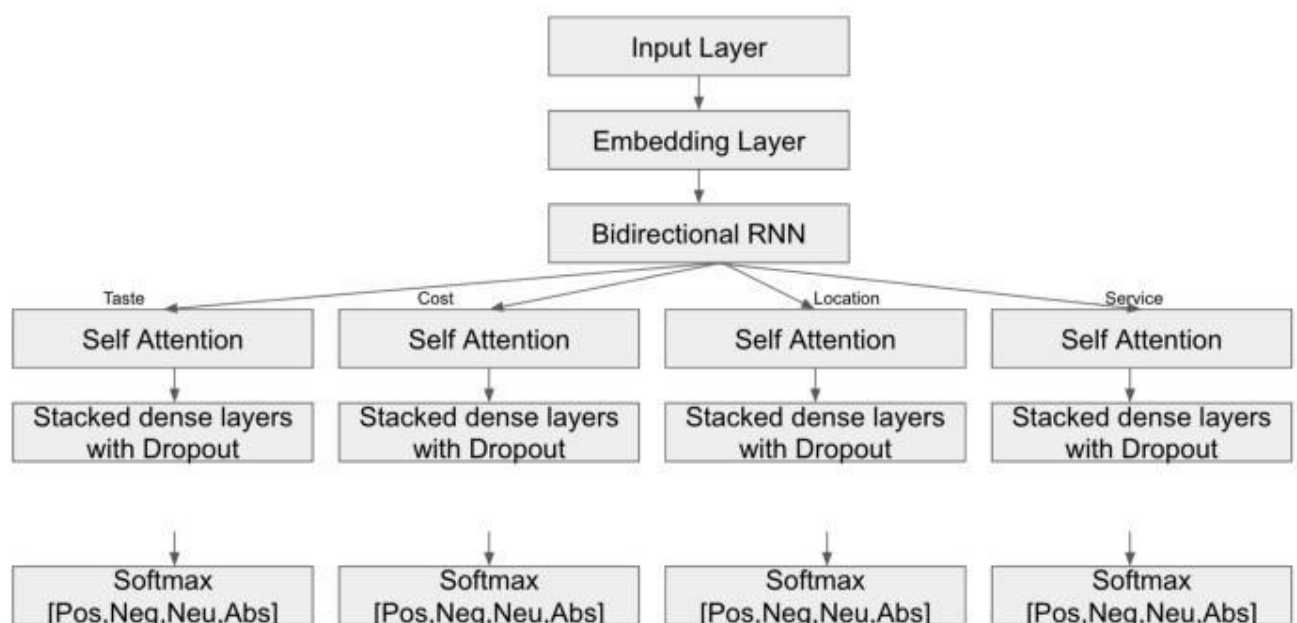 Input Layer
Embedding Layer
Bidirectional RNN
Taste
Cost
Location
Service
Self Attention
Self Attention
Self Attention
Self Attention
Stacked dense layers
with Dropout
Stacked dense layers
with Dropout
Stacked dense layers
with Dropout
Stacked dense layers
with Dropout
Softmax
[Pos,Neg,Neu,Abs]
Softmax
[Pos,Neg,Neu,Abs]
Softmax
[Pos,Neg,Neu,Abs]
Softmax
[Pos,Neg,Neu,Abs]